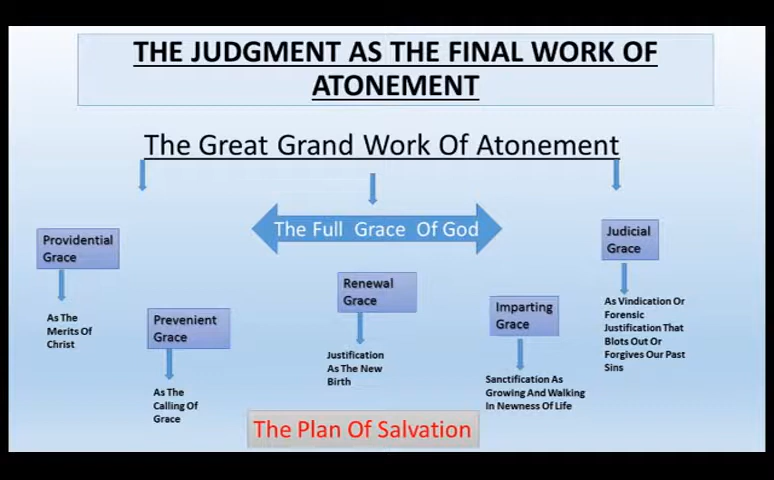 THE JUDGMENT AS THE FINAL WORK OF
ATONEMENT
The Great Grand Work Of Atonement
The Full Grace Of God
Providential
Grace
As The
Merits Of
Christ
Prevenient
Grace
As The
Calling Of
Grace
Renewal
Grace
Justification
As The New
Birth
Imparting
Grace
Sanctification As
Growing And Walking
In Newness Of Life
Judicial
Grace
As Vindication Or
Forensic
Justification That
Blots Out Or
Forgives Our Past
Sins
The Plan Of Salvation